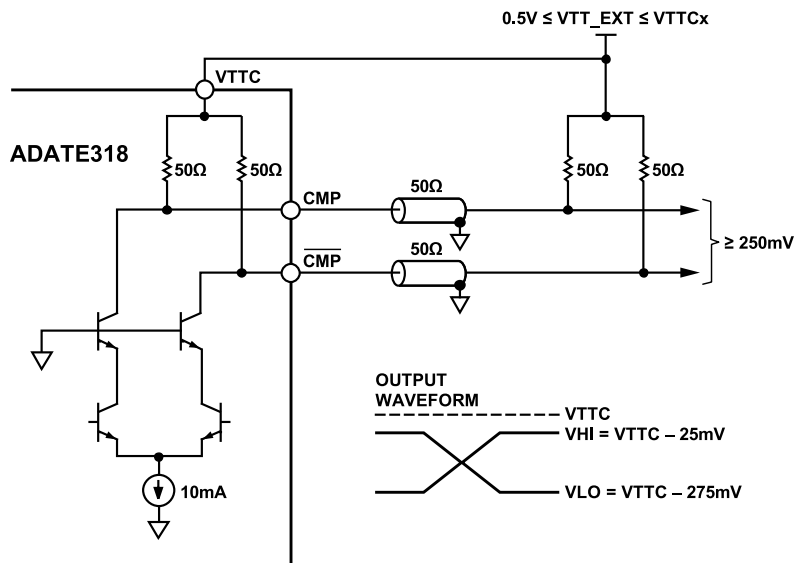 0.5V ≤ VTT_EXT ≤ VTTCx
VTTC
ADATE318
50Ω
50Ω
50Ω
50Ω
CMP
50Ω
≥ 250mV
CMP
50Ω
10mA
OUTPUT
WAVEFORM
VTTC
VHI = VTTC – 25mV
VLO = VTTC – 275mV